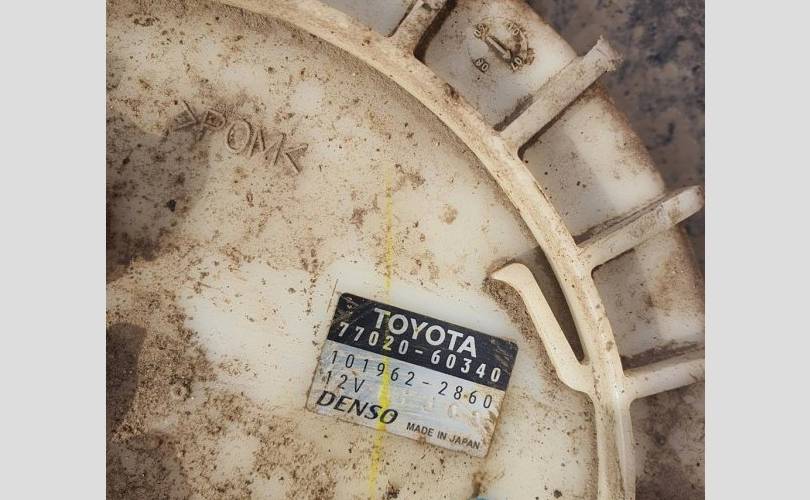 >POM<
TOYOTA
77020-60340
101962-2860
12V
DENSO MADE IN JAPAN